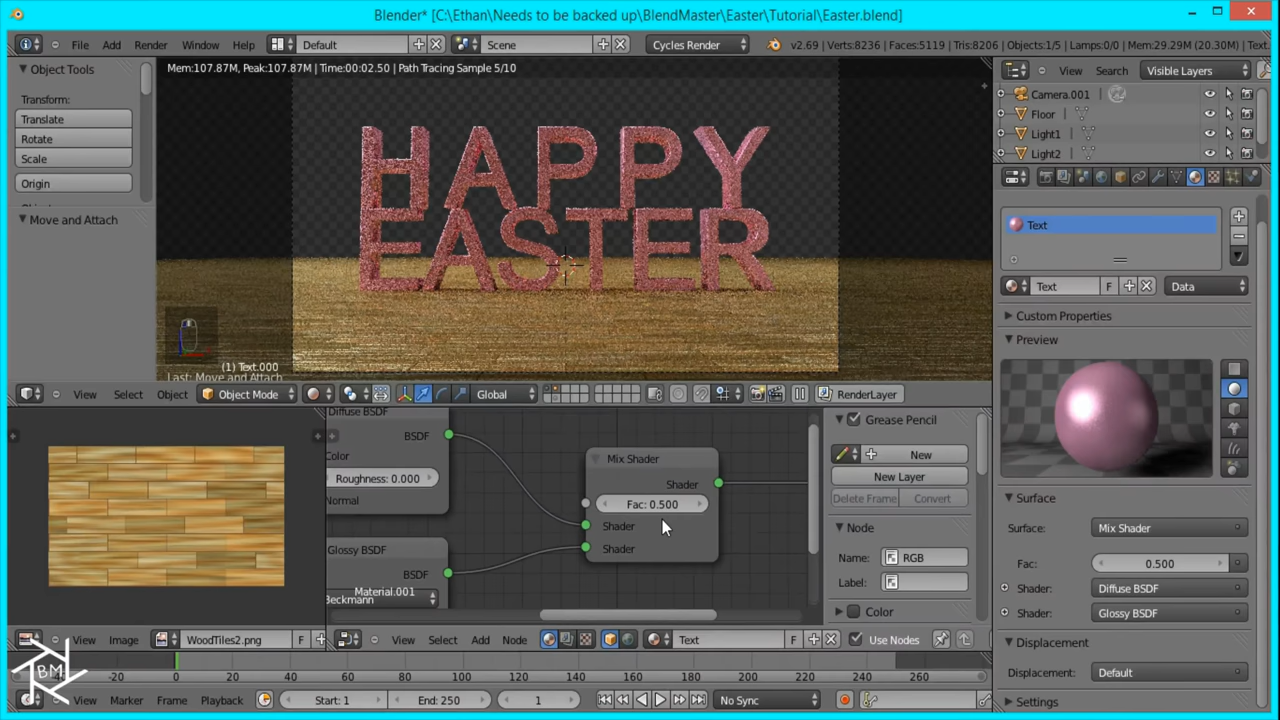 Blender* [C:\Ethan\Needs to be backed up\BlendMaster\Easter\Tutorial\Easter.blend]
File Add Render Window Help Default Scene Cycles Render v2.69 | Verts:8236 | Faces:5119 | Tris:8206 | Objects:1/5 | Lamps:0/0 | Mem:29.29M (20.30M) | Text.
Object Tools
Transform:
Translate
Rotate
Scale
Origin
Move and Attach
Mem:107.87M, Peak:107.87M | Time:00:02.50 | Path Tracing Sample 5/10
HAPPY
EASTER
(1) Text.000
Last: Move and Attach
View Search Visible Layers
Camera.001
Floor
Light1
Light2
View Select Object Object Mode Global RenderLayer
Text
Text F Data
Custom Properties
Preview
Surface
Surface: Mix Shader
Fac: 0.500
Shader: Diffuse BSDF
Shader: Glossy BSDF
Displacement
Displacement: Default
Settings
Diffuse BSDF
BSDF
Color
Roughness: 0.000
Normal
Glossy BSDF
BSDF
Material.001
Beckmann
Mix Shader
Shader
Fac: 0.500
Shader
Shader
Grease Pencil
New
New Layer
Delete Frame Convert
Node
Name: RGB
Label:
Color
View Image WoodTiles2.png F
View Select Add Node Text F Use Nodes
-40 -20 0 20 40 60 80 100 120 140 160 180 200 220 240 260
View Marker Frame Playback Start: 1 End: 250 1 No Sync
BM